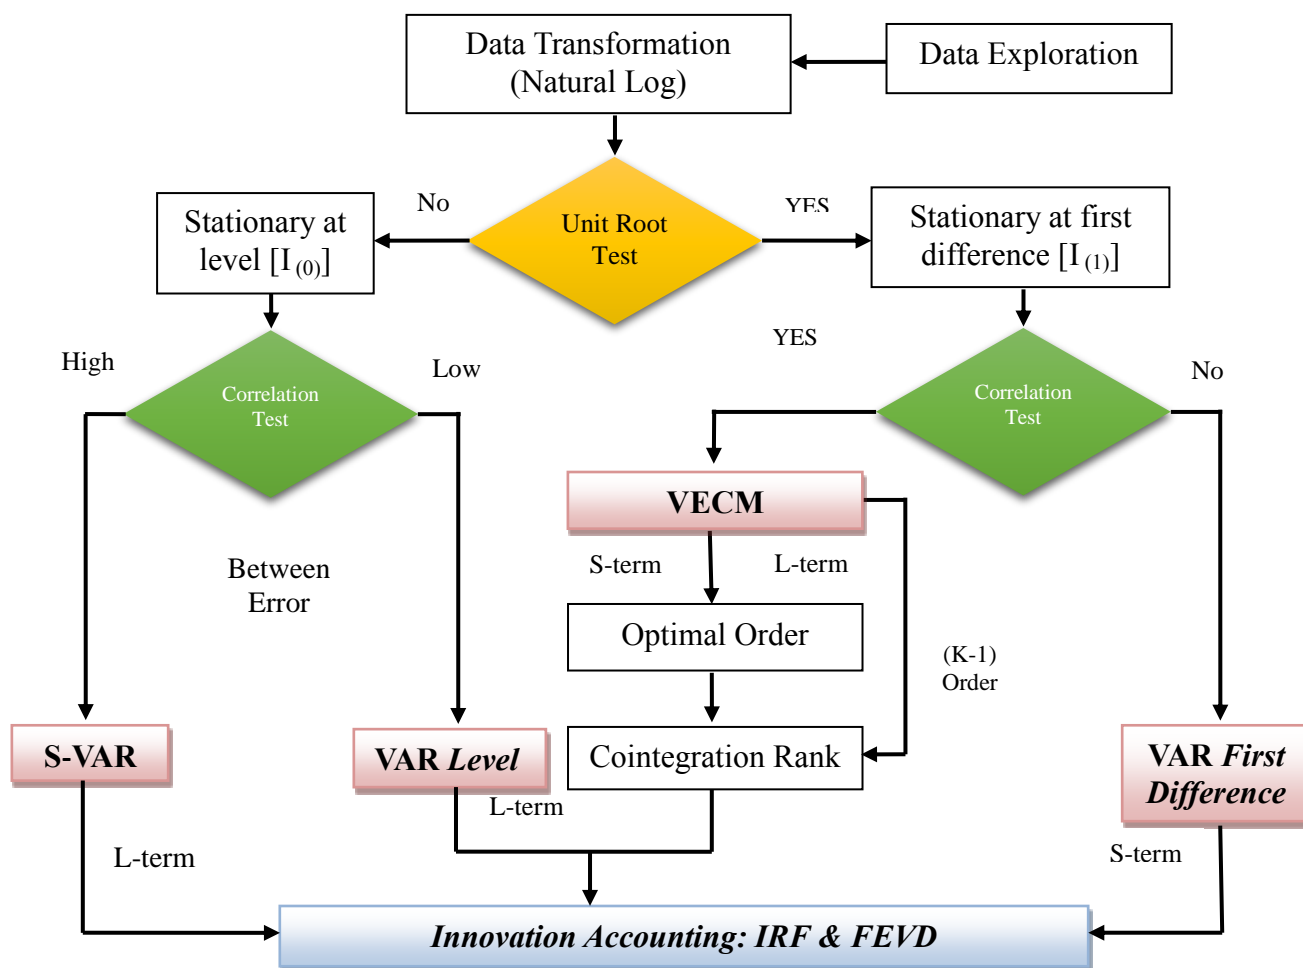 Data Transformation
(Natural Log)
Data Exploration
No
Unit Root
Test
YES
Stationary at
level [I (0)]
Stationary at first
difference [I (1)]
High
Low
Correlation
Test
YES
Correlation
Test
No
VECM
S-term
L-term
Between
Error
Optimal Order
(K-1)
Order
S-VAR
VAR Level
Cointegration Rank
VAR First
Difference
L-term
L-term
S-term
Innovation Accounting: IRF & FEVD